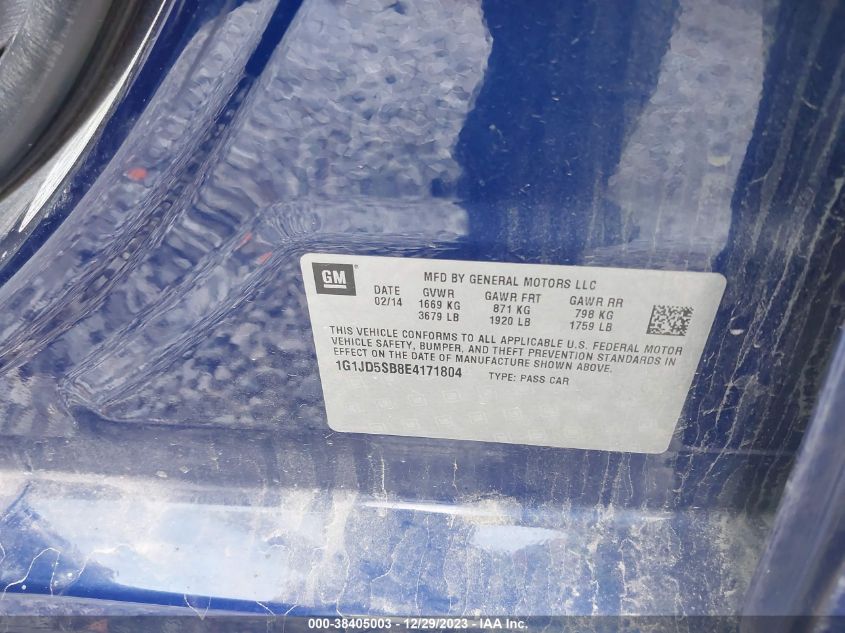 GM
MFD BY GENERAL MOTORS LLC
DATE GVWR GAWR FRT GAWR RR
02/14 1669 KG 871 KG 798 KG
3679 LB 1920 LB 1759 LB
THIS VEHICLE CONFORMS TO ALL APPLICABLE U.S. FEDERAL MOTOR
VEHICLE SAFETY, BUMPER, AND THEFT PREVENTION STANDARDS IN
EFFECT ON THE DATE OF MANUFACTURE SHOWN ABOVE.
1G1JD5SB8E4171804 TYPE: PASS CAR
000-38405003 - 12/29/2023 - IAAI.com